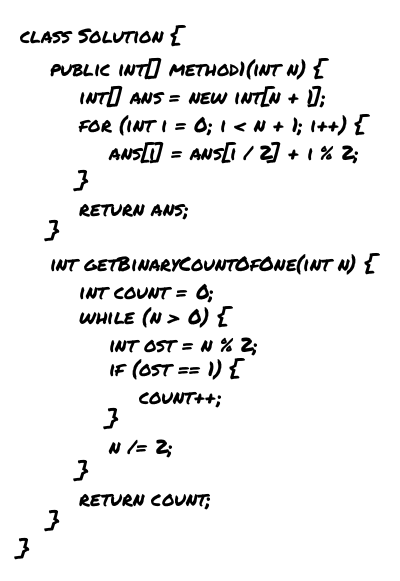 class Solution {
public int[] method1(int n) {
int[] ans = new int[n + 1];
for (int i = 0; i < n + 1; i++) {
ans[i] = ans[i / 2] + i % 2;
}
return ans;
}
int getBinaryCountOfOne(int n) {
int count = 0;
while (n > 0) {
int ost = n % 2;
if (ost == 1) {
count++;
}
n /= 2;
}
return count;
}
}